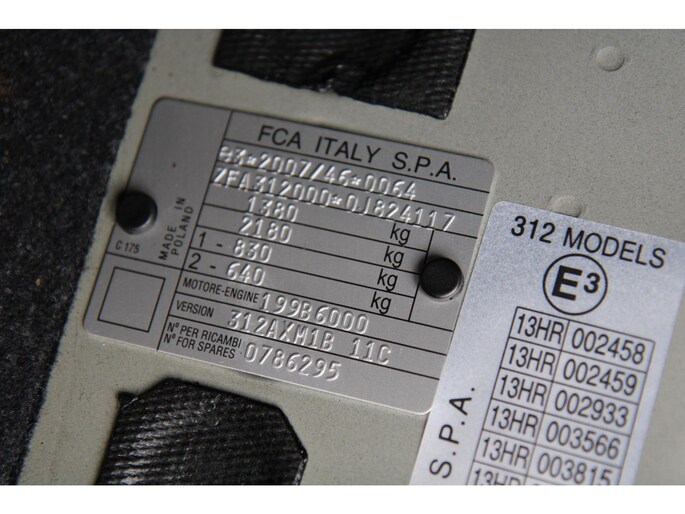 FCA ITALY S.P.A.
e3*2007/46*0064
ZFA312000*0J824117
1380 kg
2180 kg
1 - 830 kg
2 - 640 kg
MOTORE-ENGINE 199B6000
VERSION 312AXM1B 11C
N° PER RICAMBI
N° FOR SPARES 0786295
MADE IN
POLAND
C 175
312 MODELS
E3
13HR 002458
13HR 002459
13HR 002933
13HR 003566
13HR 003815
S.P.A.